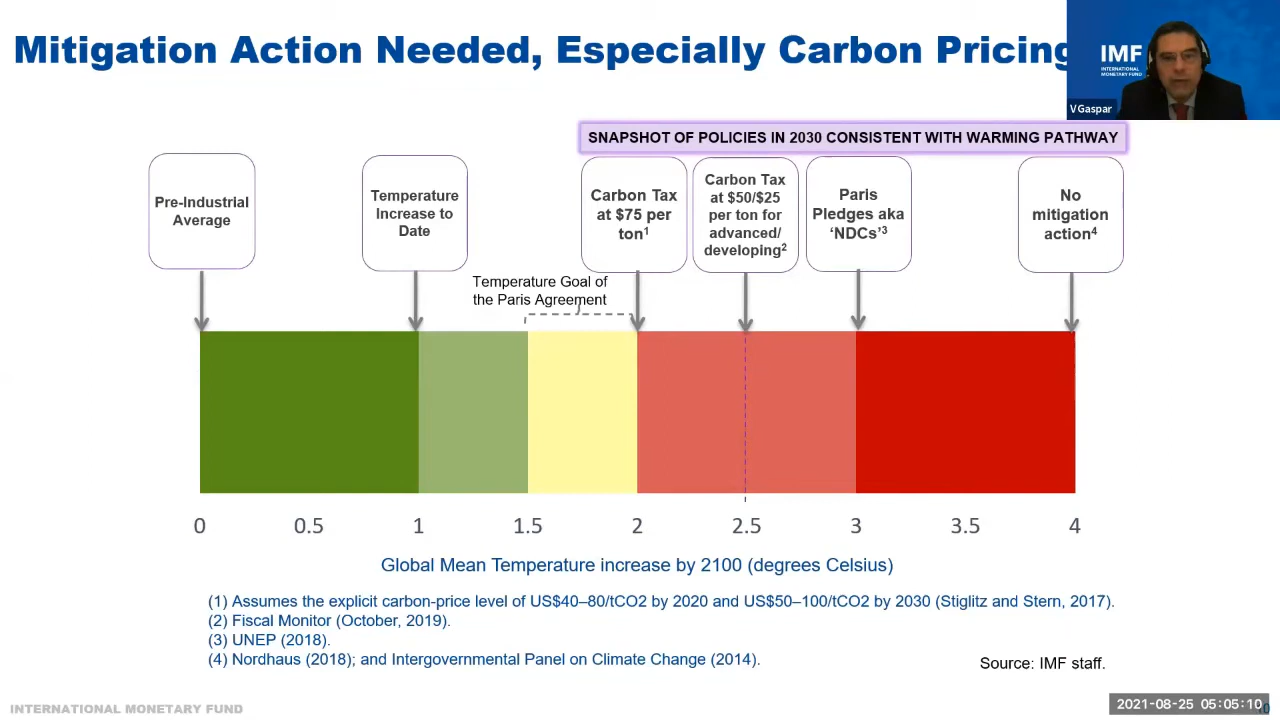 Mitigation Action Needed, Especially Carbon Pricing
IMF
INTERNATIONAL
MONETARY FUND
VGaspar
SNAPSHOT OF POLICIES IN 2030 CONSISTENT WITH WARMING PATHWAY
Pre-Industrial
Average
Temperature
Increase to
Date
Carbon Tax
at $75 per
ton¹
Carbon Tax
at $50/$25
per ton for
advanced/
developing²
Paris
Pledges aka
‘NDCs’³
No
mitigation
action⁴
Temperature Goal of
the Paris Agreement
0 0.5 1 1.5 2 2.5 3 3.5 4
Global Mean Temperature increase by 2100 (degrees Celsius)
(1) Assumes the explicit carbon-price level of US$40–80/tCO2 by 2020 and US$50–100/tCO2 by 2030 (Stiglitz and Stern, 2017).
(2) Fiscal Monitor (October, 2019).
(3) UNEP (2018).
(4) Nordhaus (2018); and Intergovernmental Panel on Climate Change (2014).
Source: IMF staff.
INTERNATIONAL MONETARY FUND
2021-08-25 05:05:10